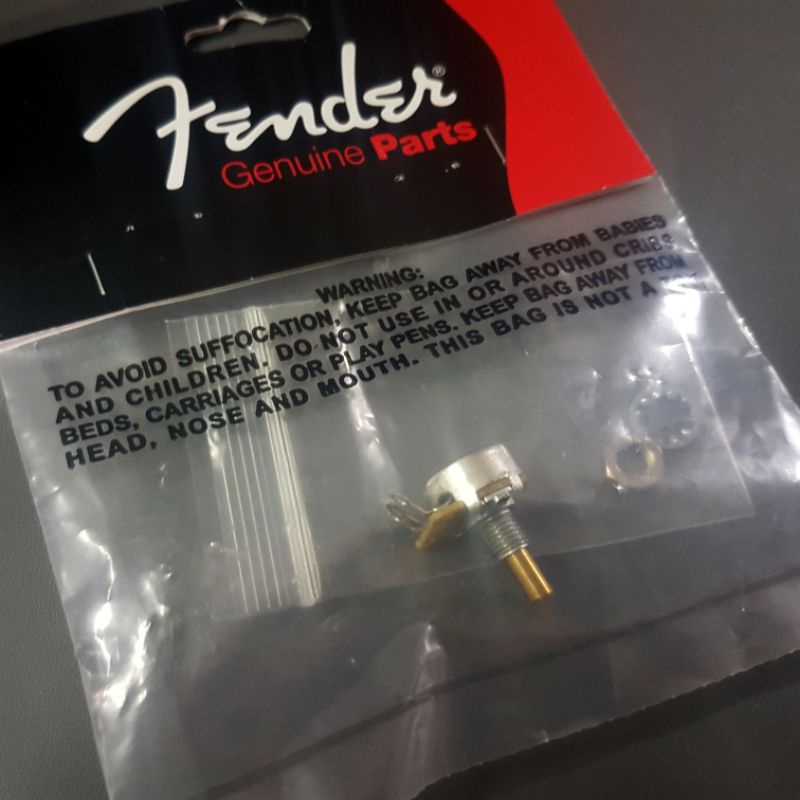 Fender®
Genuine Parts
WARNING:
TO AVOID SUFFOCATION, KEEP BAG AWAY FROM BABIES
AND CHILDREN. DO NOT USE IN OR AROUND CRIBS
BEDS, CARRIAGES OR PLAY PENS. KEEP BAG AWAY FROM
HEAD, NOSE AND MOUTH. THIS BAG IS NOT A